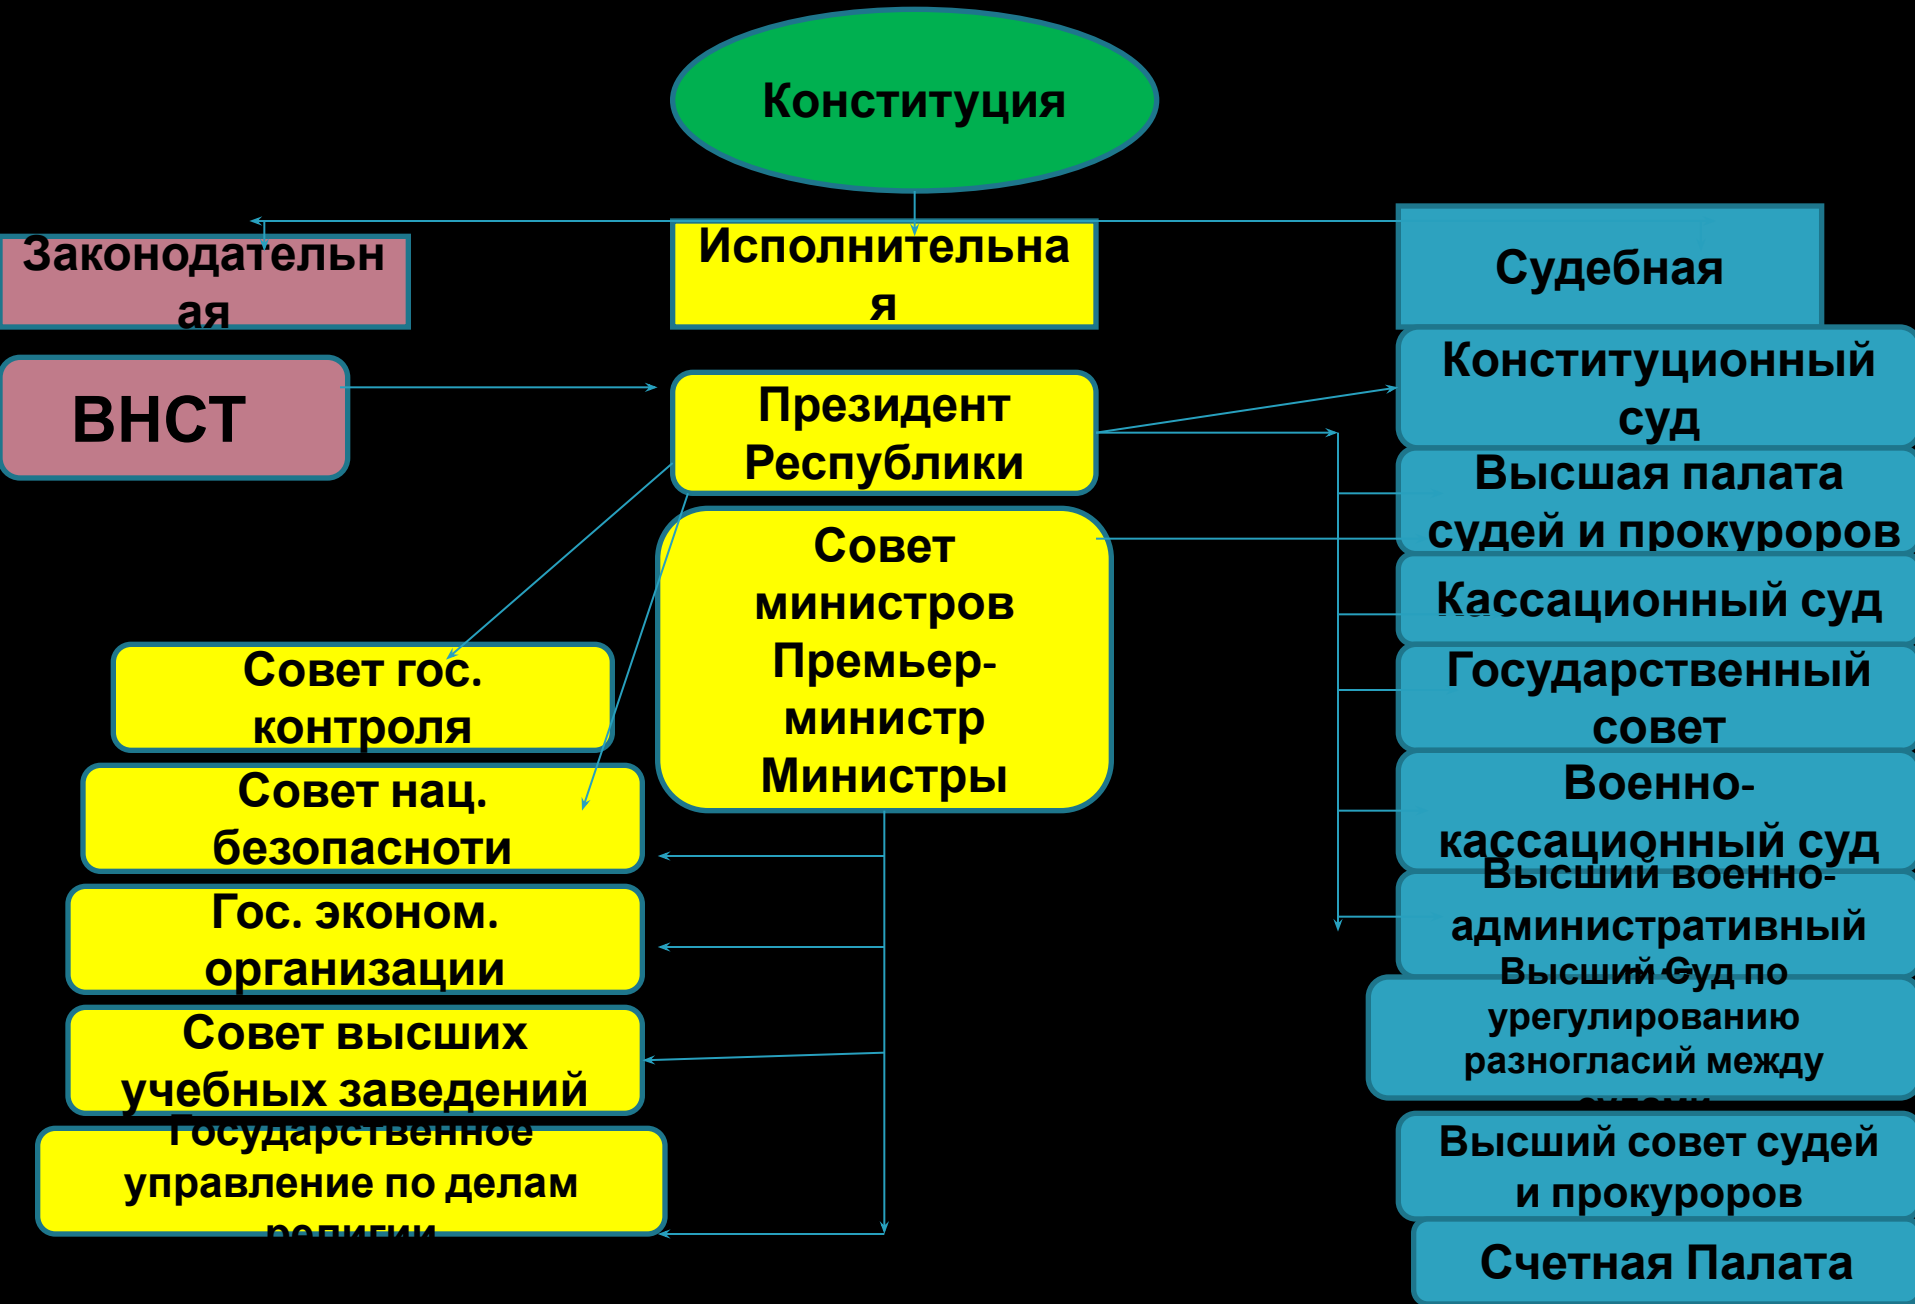 Конституция
Законодательн
ая
Исполнительна
я
Судебная
ВНСТ
Президент
Республики
Совет
министров
Премьер-
министр
Министры
Совет гос.
контроля
Совет нац.
безопасноти
Гос. эконом.
организации
Совет высших
учебных заведений
Государственное
управление по делам
религии
Конституционный
суд
Высшая палата
судей и прокуроров
Кассационный суд
Государственный
совет
Военно-
кассационный суд
Высший военно-
административный
Высший Суд по
урегулированию
разногласий между
Высший совет судей
и прокуроров
Счетная Палата